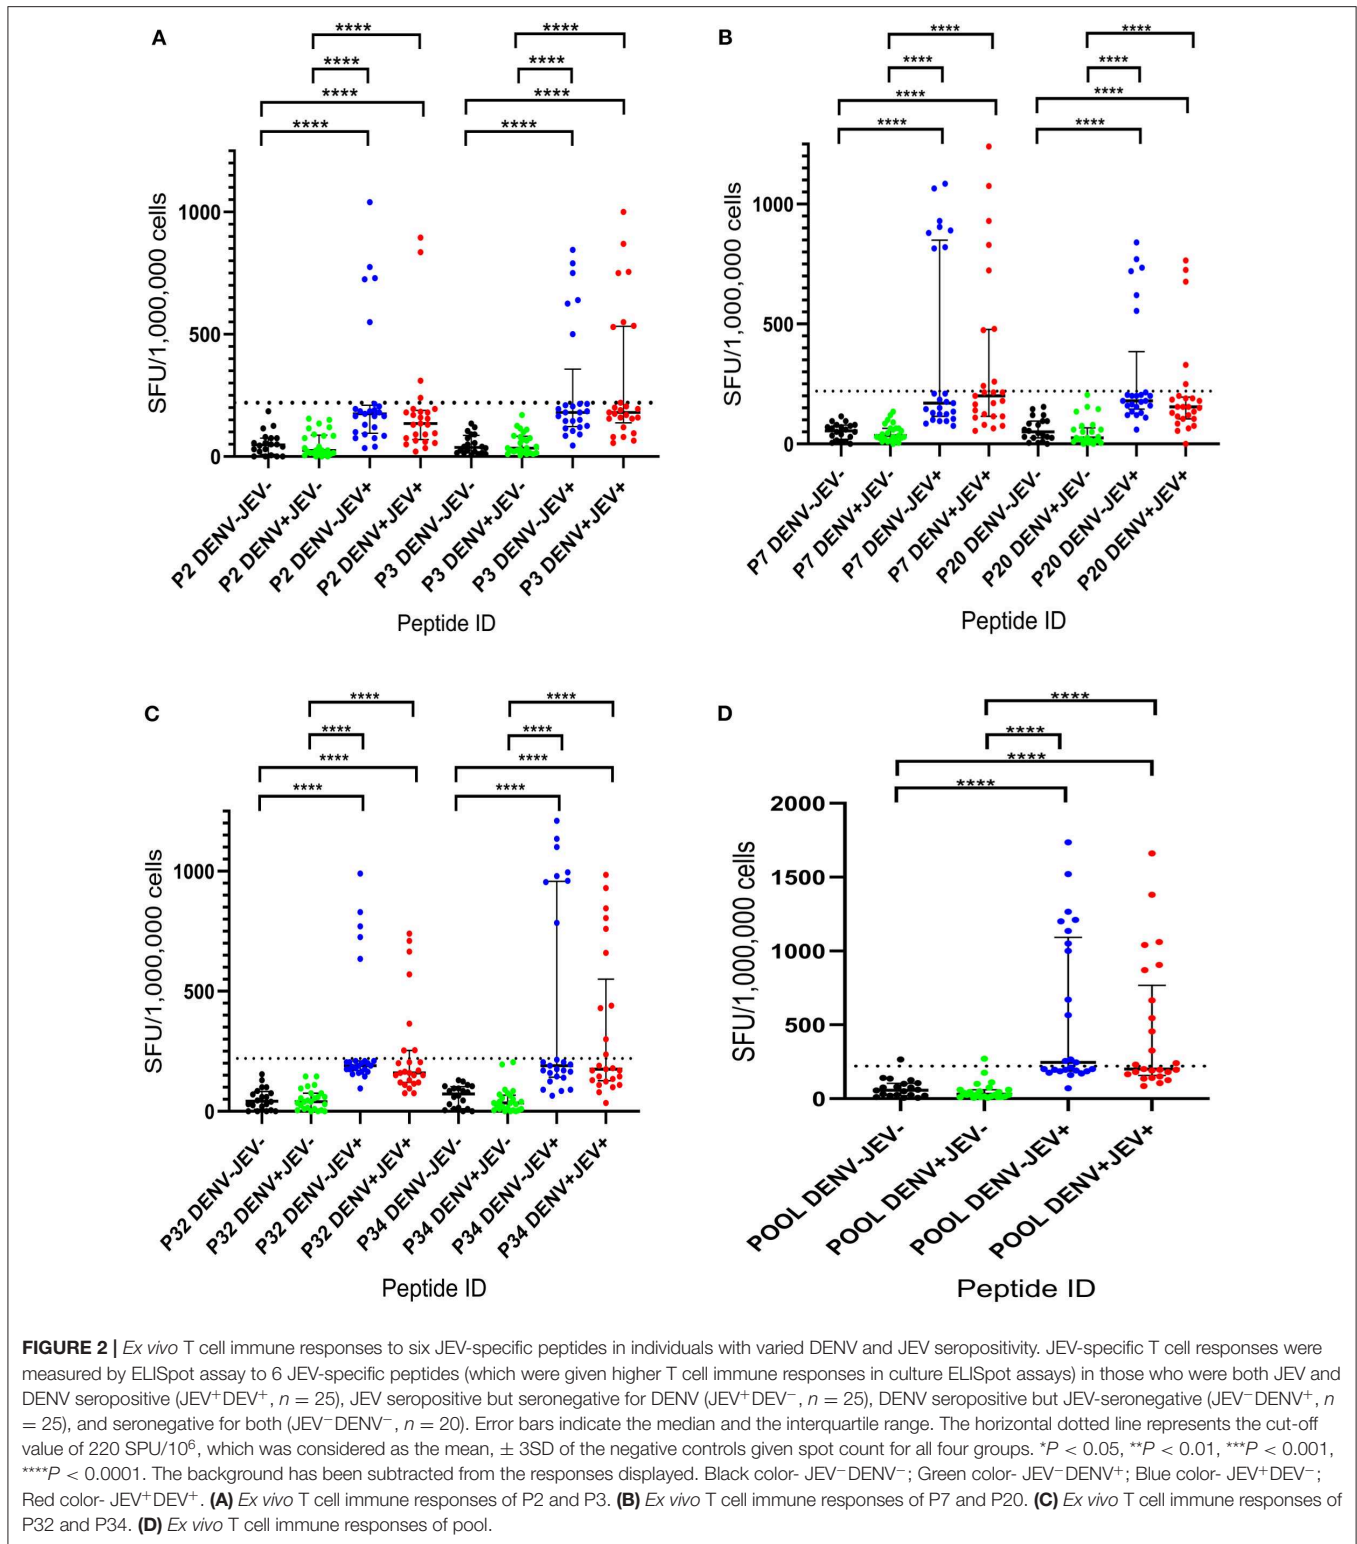 A
****
****
****
****
****
****
****
****
SFU/1,000,000 cells
1000
500
0
P2 DENV-JEV-
P2 DENV+JEV-
P2 DENV-JEV+
P2 DENV+JEV+
P3 DENV-JEV-
P3 DENV+JEV-
P3 DENV-JEV+
P3 DENV+JEV+
Peptide ID
B
****
****
****
****
****
****
****
****
SFU/1,000,000 cells
1000
500
0
P7 DENV-JEV-
P7 DENV+JEV-
P7 DENV-JEV+
P7 DENV+JEV+
P20 DENV-JEV-
P20 DENV+JEV-
P20 DENV-JEV+
P20 DENV+JEV+
Peptide ID
C
****
****
****
****
****
****
****
****
SFU/1,000,000 cells
1000
500
0
P32 DENV-JEV-
P32 DENV+JEV-
P32 DENV-JEV+
P32 DENV+JEV+
P34 DENV-JEV-
P34 DENV+JEV-
P34 DENV-JEV+
P34 DENV+JEV+
Peptide ID
D
****
****
****
****
SFU/1,000,000 cells
2000
1500
1000
500
0
POOL DENV-JEV-
POOL DENV+JEV-
POOL DENV-JEV+
POOL DENV+JEV+
Peptide ID
FIGURE 2 | Ex vivo T cell immune responses to six JEV-specific peptides in individuals with varied DENV and JEV seropositivity. JEV-specific T cell responses were
measured by ELISpot assay to 6 JEV-specific peptides (which were given higher T cell immune responses in culture ELISpot assays) in those who were both JEV and
DENV seropositive (JEV⁺DEV⁺, n = 25), JEV seropositive but seronegative for DENV (JEV⁺DEV⁻, n = 25), DENV seropositive but JEV-seronegative (JEV⁻DENV⁺, n
= 25), and seronegative for both (JEV⁻DENV⁻, n = 20). Error bars indicate the median and the interquartile range. The horizontal dotted line represents the cut-off
value of 220 SPU/10⁶, which was considered as the mean, ± 3SD of the negative controls given spot count for all four groups. *P < 0.05, **P < 0.01, ***P < 0.001,
****P < 0.0001. The background has been subtracted from the responses displayed. Black color- JEV⁻DENV⁻; Green color- JEV⁻DENV⁺; Blue color- JEV⁺DEV⁻;
Red color- JEV⁺DEV⁺. (A) Ex vivo T cell immune responses of P2 and P3. (B) Ex vivo T cell immune responses of P7 and P20. (C) Ex vivo T cell immune responses of
P32 and P34. (D) Ex vivo T cell immune responses of pool.